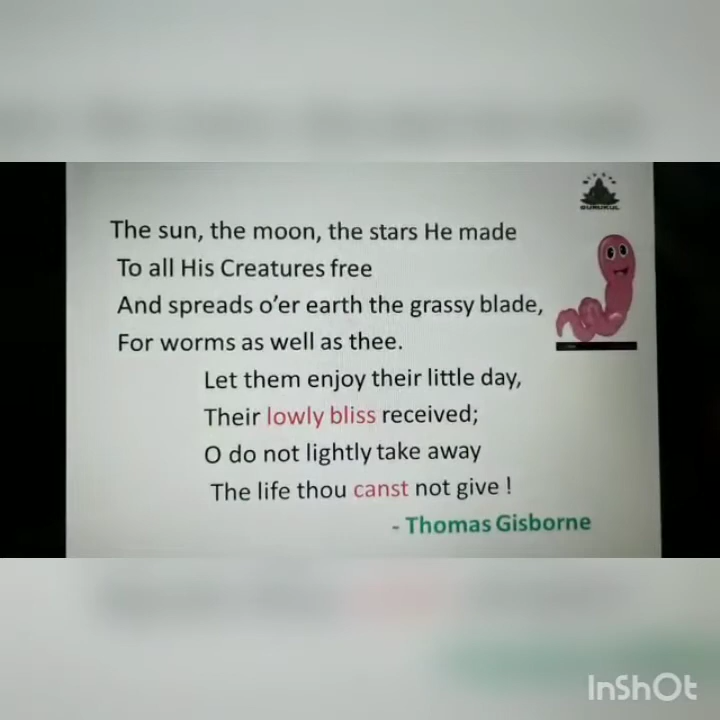 GURUKUL
The sun, the moon, the stars He made
To all His Creatures free
And spreads o'er earth the grassy blade,
For worms as well as thee.
Let them enjoy their little day,
Their lowly bliss received;
O do not lightly take away
The life thou canst not give !
- Thomas Gisborne
InShOt